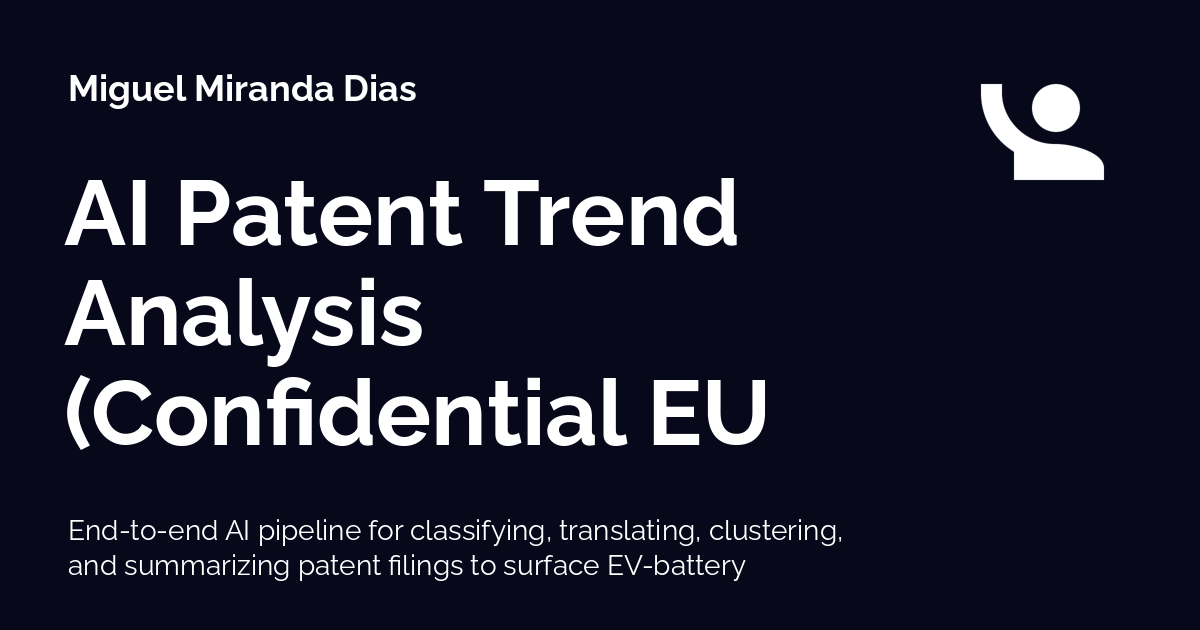 Miguel Miranda Dias
AI Patent Trend
Analysis
(Confidential EU
End-to-end AI pipeline for classifying, translating, clustering,
and summarizing patent filings to surface EV-battery